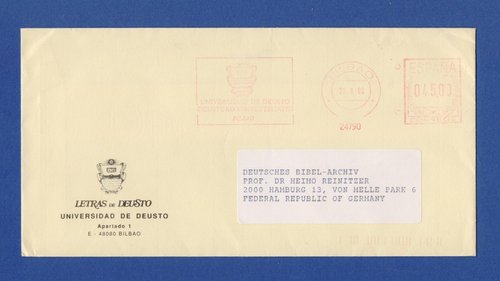 UNIVERSIDAD DE DEUSTO
BILBAO
BILBAO
24790
ESPAÑA
0450
LETRAS DE DEUSTO
UNIVERSIDAD DE DEUSTO
Apartado 1
E - 48080 BILBAO
DEUTSCHES BIBEL-ARCHIV
PROF. DR HEIMO REINITZER
2000 HAMBURG 13, VON MELLE PARK 6
FEDERAL REPUBLIC OF GERMANY